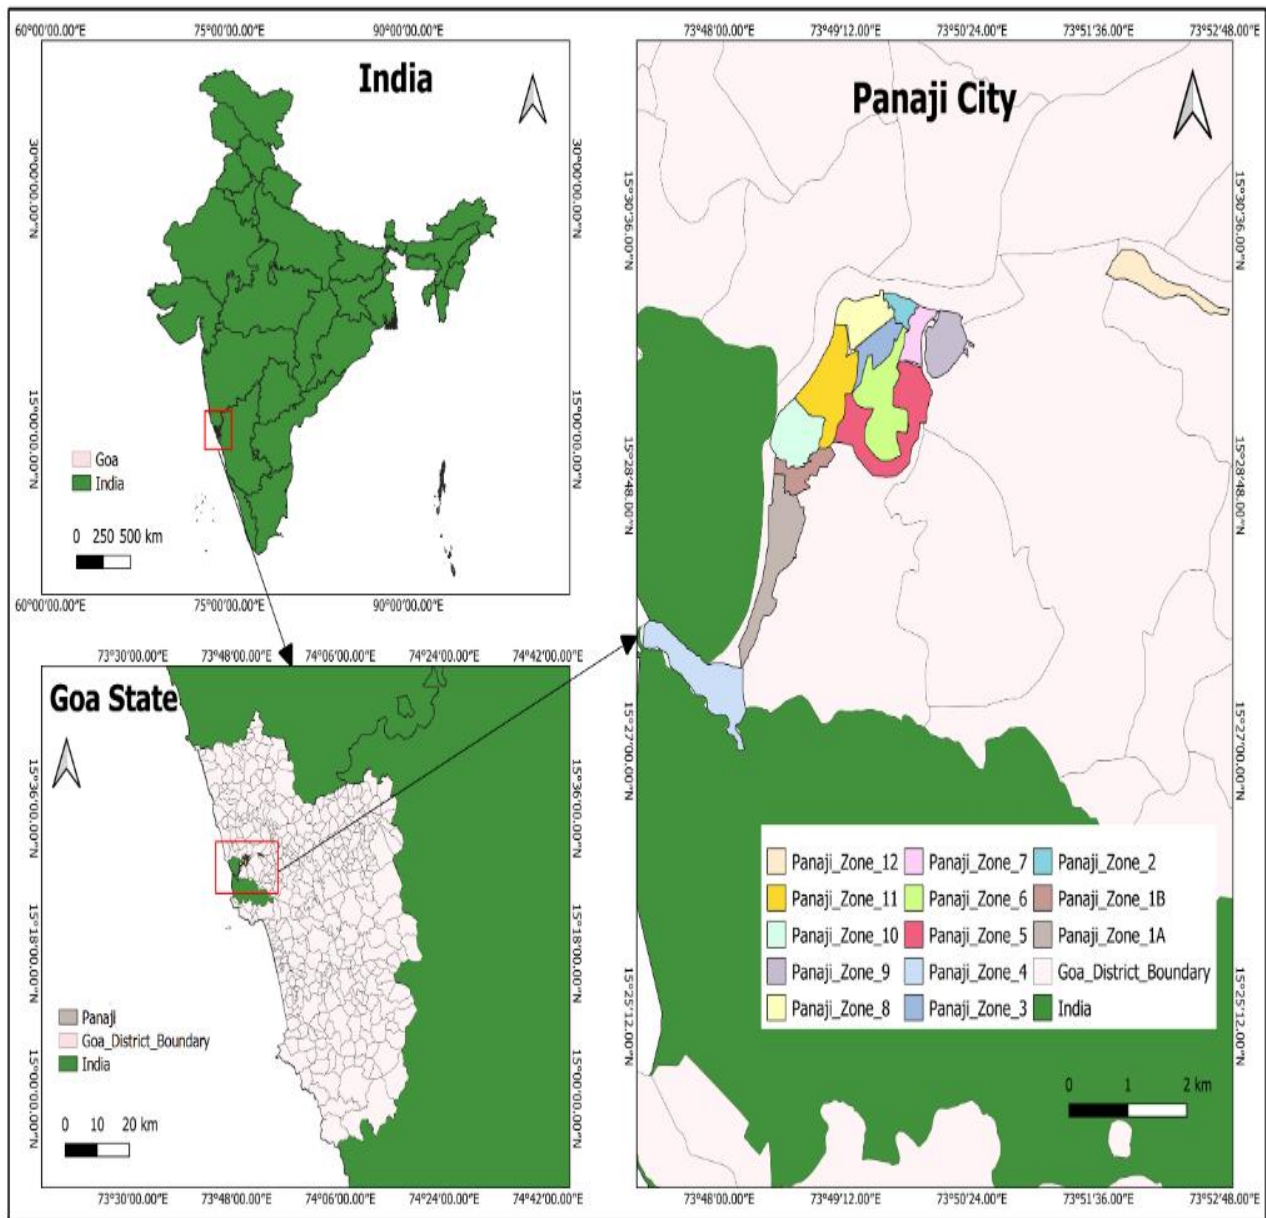 60°00'00.00"E 75°00'00.00"E 90°00'00.00"E
India
30°00'00.00"N
30°00'00.00"N
15°00'00.00"N
15°00'00.00"N
Goa
India
0 250 500 km
60°00'00.00"E 75°00'00.00"E 90°00'00.00"E
73°30'00.00"E 73°48'00.00"E 74°06'00.00"E 74°24'00.00"E 74°42'00.00"E
Goa State
15°36'00.00"N
15°36'00.00"N
15°18'00.00"N
15°18'00.00"N
15°00'00.00"N
15°00'00.00"N
Panaji
Goa_District_Boundary
India
0 10 20 km
73°30'00.00"E 73°48'00.00"E 74°06'00.00"E 74°24'00.00"E 74°42'00.00"E
73°48'00.00"E 73°49'12.00"E 73°50'24.00"E 73°51'36.00"E 73°52'48.00"E
Panaji City
15°30'36.00"N
15°30'36.00"N
15°28'48.00"N
15°28'48.00"N
15°27'00.00"N
15°27'00.00"N
15°25'12.00"N
15°25'12.00"N
Panaji_Zone_12 Panaji_Zone_7 Panaji_Zone_2
Panaji_Zone_11 Panaji_Zone_6 Panaji_Zone_1B
Panaji_Zone_10 Panaji_Zone_5 Panaji_Zone_1A
Panaji_Zone_9 Panaji_Zone_4 Goa_District_Boundary
Panaji_Zone_8 Panaji_Zone_3 India
0 1 2 km
73°48'00.00"E 73°49'12.00"E 73°50'24.00"E 73°51'36.00"E 73°52'48.00"E